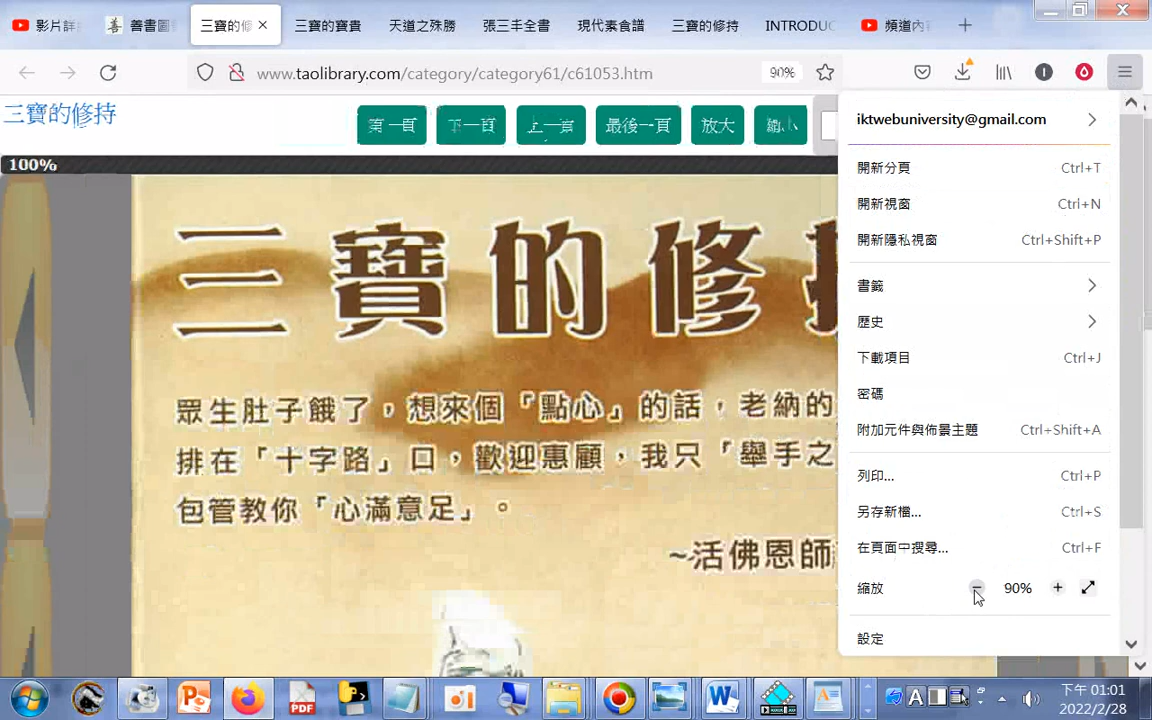 影片詳
善書圖
三寶的修
三寶的寶貴
天道之殊勝
張三丰全書
現代素食譜
三寶的修持
INTRODUC
頻道內
www.taolibrary.com/category/category61/c61053.htm
90%
三寶的修持
第一頁
下一頁
上一頁
最後一頁
放大
縮小
100%
三寶的修
眾生肚子餓了，想來個『點心』的話，老納的
排在「十字路」口，歡迎惠顧，我只「舉手之
包管教你「心滿意足」。
~活佛恩師
iktwebuniversity@gmail.com
開新分頁 Ctrl+T
開新視窗 Ctrl+N
開新隱私視窗 Ctrl+Shift+P
書籤
歷史
下載項目 Ctrl+J
密碼
附加元件與佈景主題 Ctrl+Shift+A
列印... Ctrl+P
另存新檔... Ctrl+S
在頁面中搜尋... Ctrl+F
縮放 − 90% +
設定
下午 01:01
2022/2/28